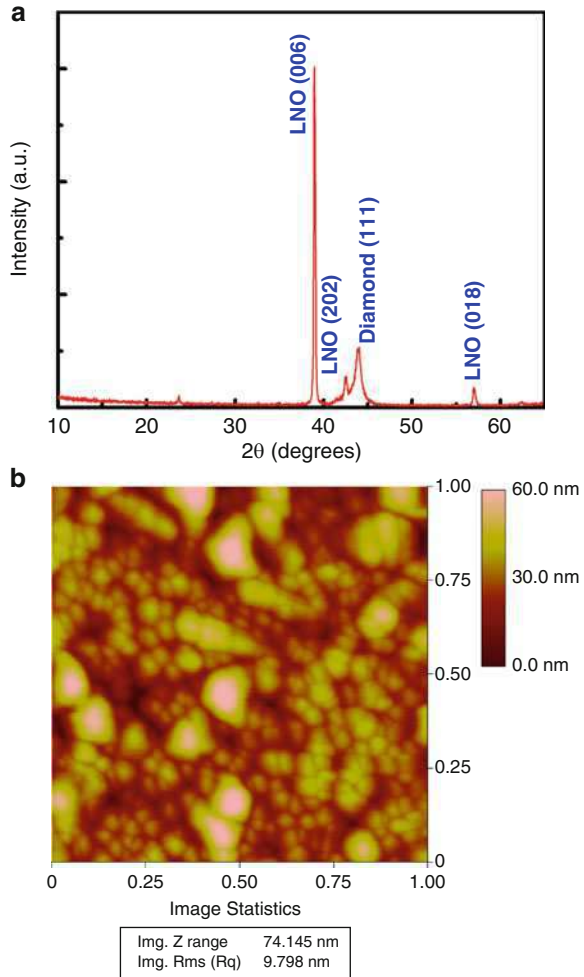 a
Intensity (a.u.)
LNO (006)
LNO (202)
Diamond (111)
LNO (018)
10 20 30 40 50 60
2θ (degrees)
b
1.00
0.75
0.50
0.25
0
60.0 nm
30.0 nm
0.0 nm
0 0.25 0.50 0.75 1.00
Image Statistics
Img. Z range 74.145 nm
Img. Rms (Rq) 9.798 nm